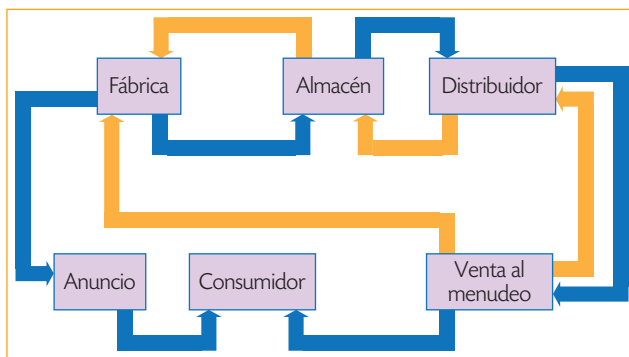 Fábrica
Almacén
Distribuidor
Anuncio
Consumidor
Venta al
menudeo